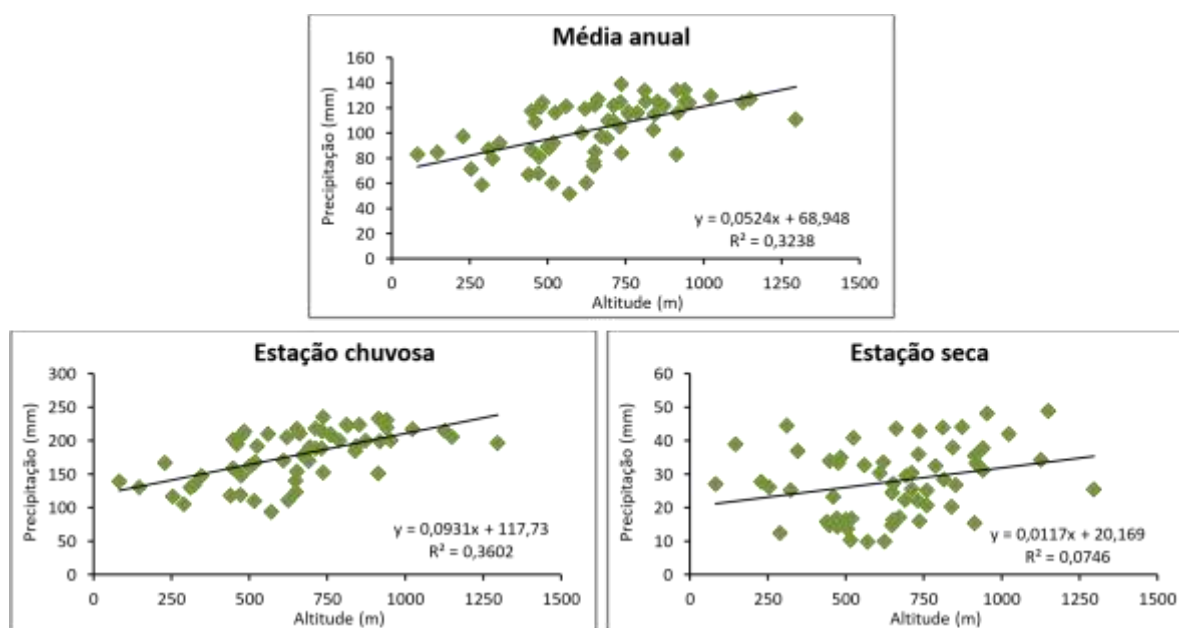 Média anual
Precipitação (mm)
160
140
120
100
80
60
40
20
0
0 250 500 750 1000 1250 1500
Altitude (m)
y = 0,0524x + 68,948
R² = 0,3238
Estação chuvosa
Precipitação (mm)
300
250
200
150
100
50
0
0 250 500 750 1000 1250 1500
Altitude (m)
y = 0,0931x + 117,73
R² = 0,3602
Estação seca
Precipitação (mm)
60
50
40
30
20
10
0
0 250 500 750 1000 1250 1500
Altitude (m)
y = 0,0117x + 20,169
R² = 0,0746